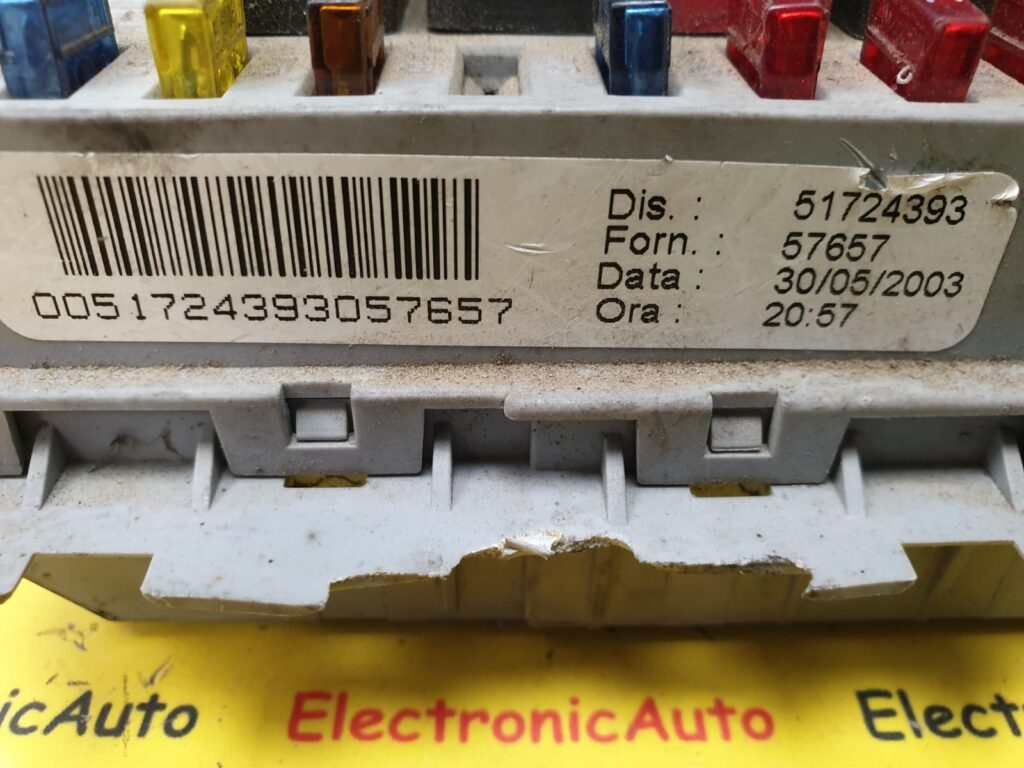 Dis. : 51724393
Forn. : 57657
Data : 30/05/2003
Ora : 20:57
0051724393057657
icAuto ElectronicAuto Elect